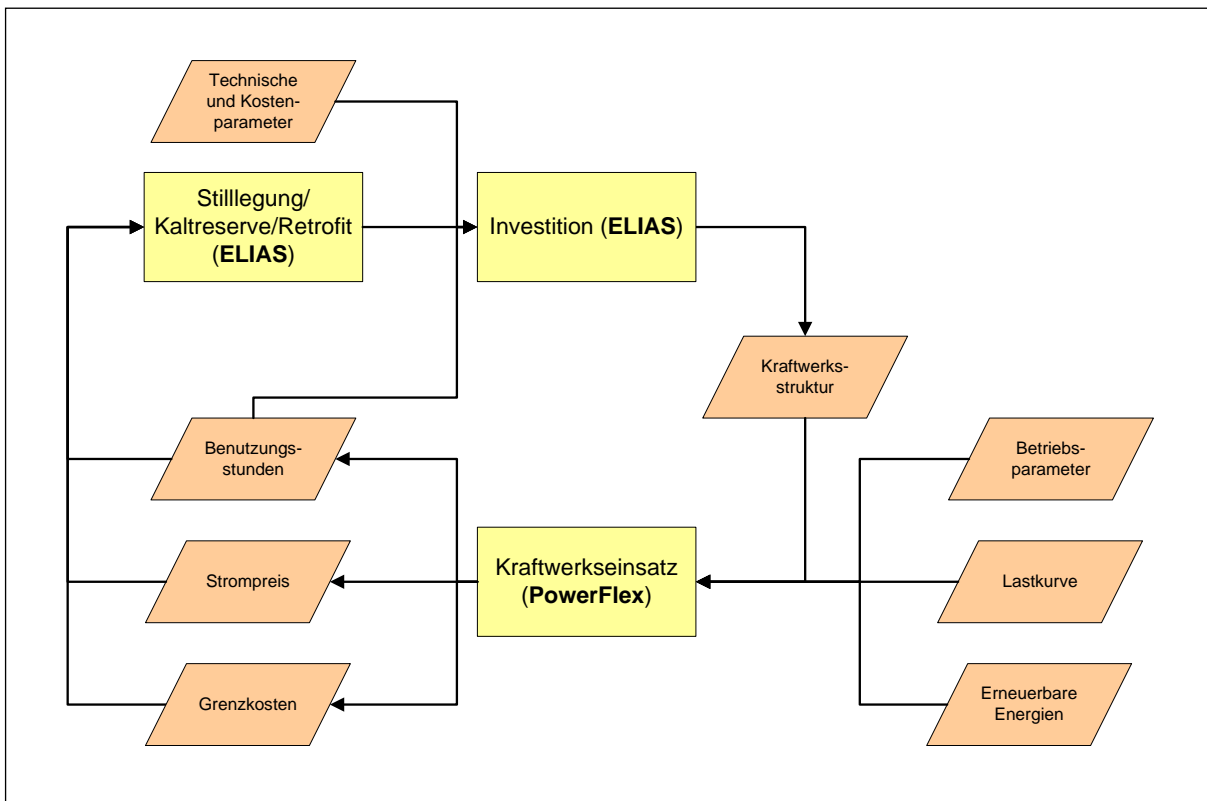 Technische
und Kosten-
parameter
Stilllegung/
Kaltreserve/Retrofit
(ELIAS)
Investition (ELIAS)
Kraftwerks-
struktur
Benutzungs-
stunden
Betriebs-
parameter
Strompreis
Kraftwerkseinsatz
(PowerFlex)
Lastkurve
Grenzkosten
Erneuerbare
Energien